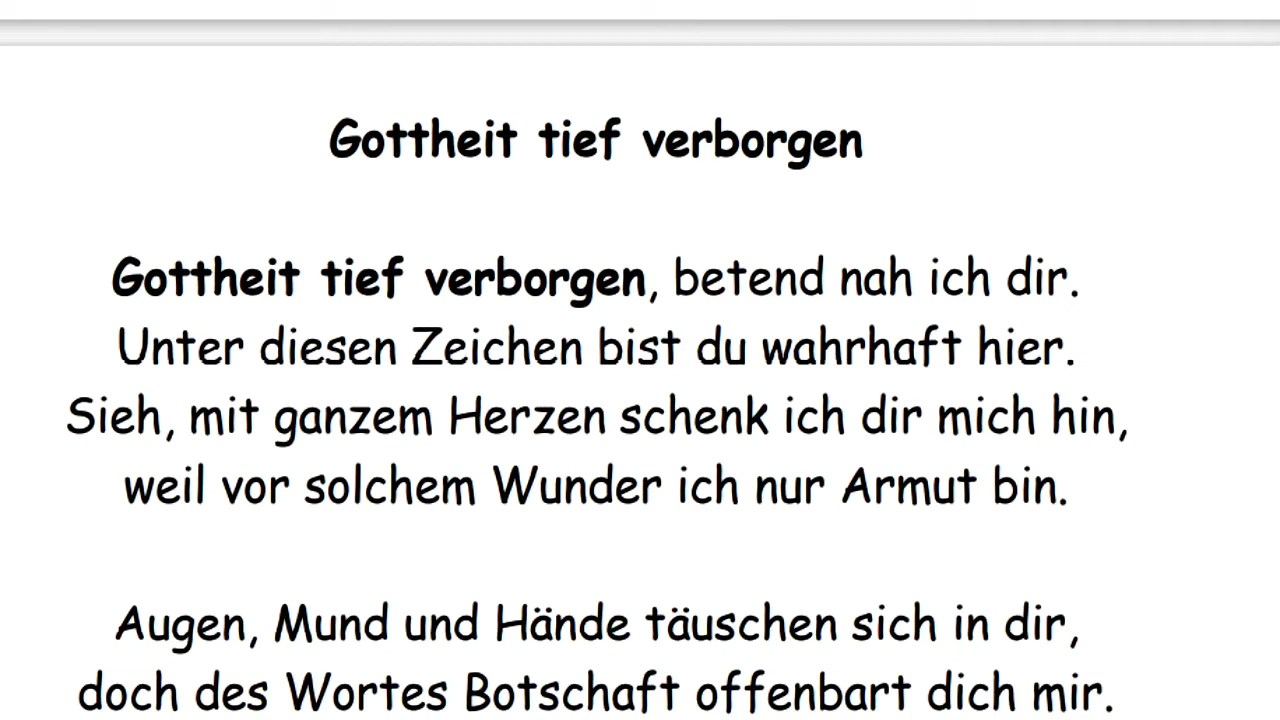 Gottheit tief verborgen
Gottheit tief verborgen, betend nah ich dir.
Unter diesen Zeichen bist du wahrhaft hier.
Sieh, mit ganzem Herzen schenk ich dir mich hin,
weil vor solchem Wunder ich nur Armut bin.
Augen, Mund und Hände täuschen sich in dir,
doch des Wortes Botschaft offenbart dich mir.